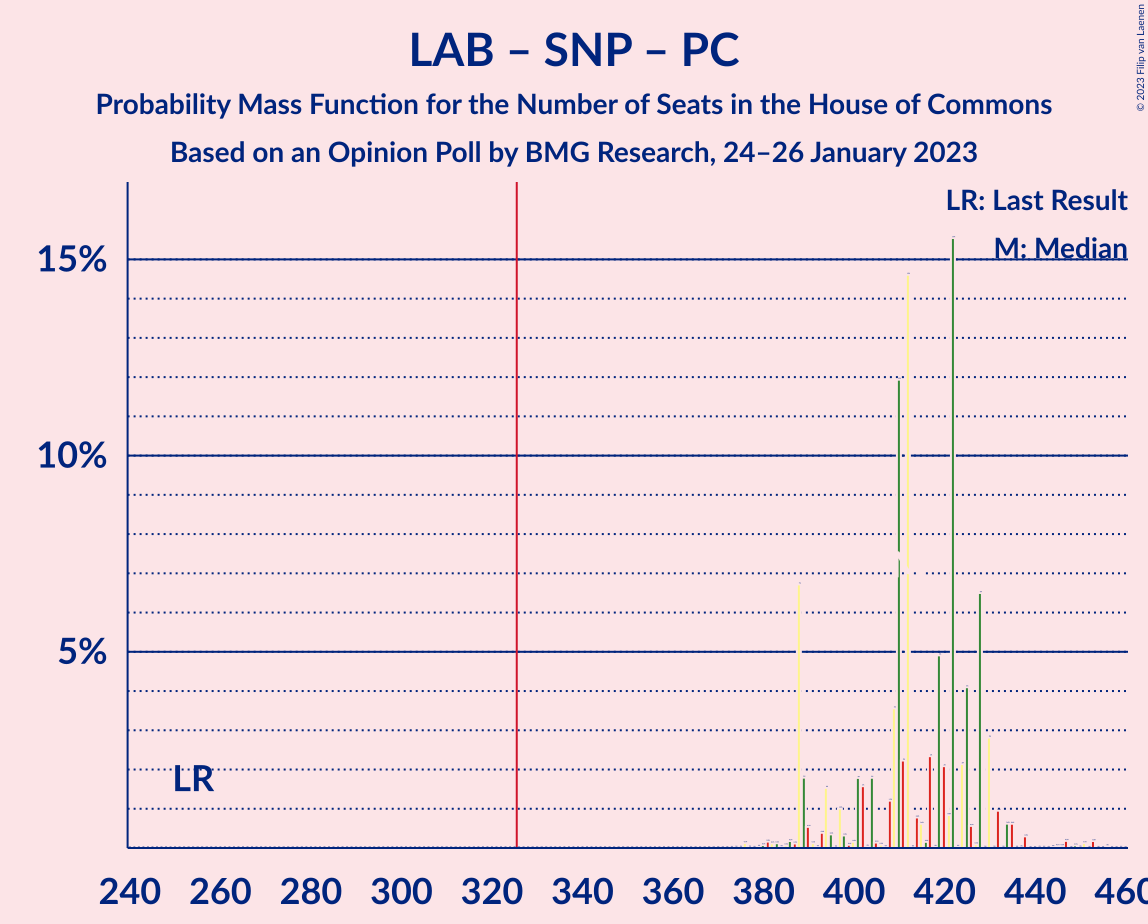 LAB – SNP – PC
Probability Mass Function for the Number of Seats in the House of Commons
Based on an Opinion Poll by BMG Research, 24–26 January 2023
© 2023 Filip van Laenen
LR: Last Result
M: Median
15%
10%
5%
LR
240 260 280 300 320 340 360 380 400 420 440 460